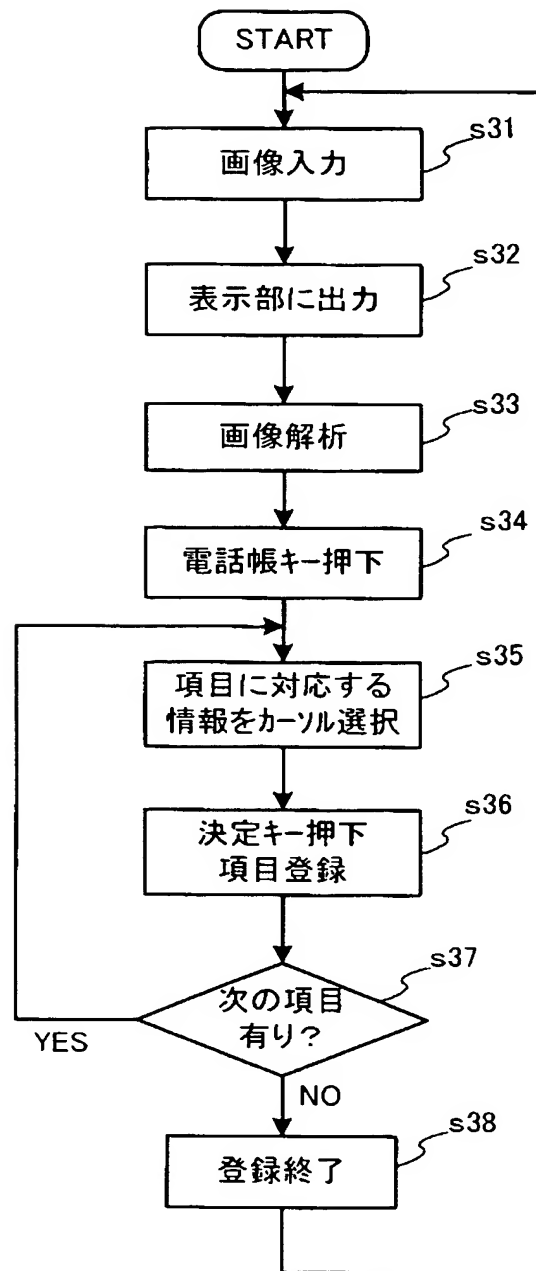 START
s31
画像入力
s32
表示部に出力
s33
画像解析
s34
電話帳キー押下
s35
項目に対応する
情報をカーソル選択
s36
決定キー押下
項目登録
s37
次の項目
有り?
YES
NO
s38
登録終了